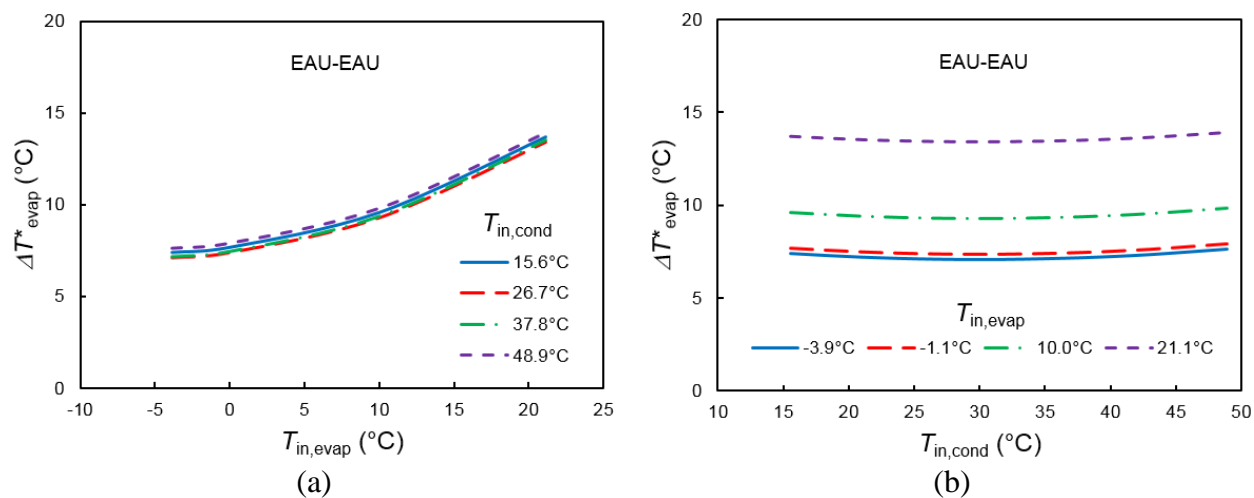 20
EAU-EAU
15
ΔT*evap (°C)
10
Tin,cond
15.6°C
5
26.7°C
37.8°C
48.9°C
0
-10 -5 0 5 10 15 20 25
Tin,evap (°C)
(a)
20
EAU-EAU
15
ΔT*evap (°C)
10
5
Tin,evap
-3.9°C -1.1°C 10.0°C 21.1°C
0
10 15 20 25 30 35 40 45 50
Tin,cond (°C)
(b)